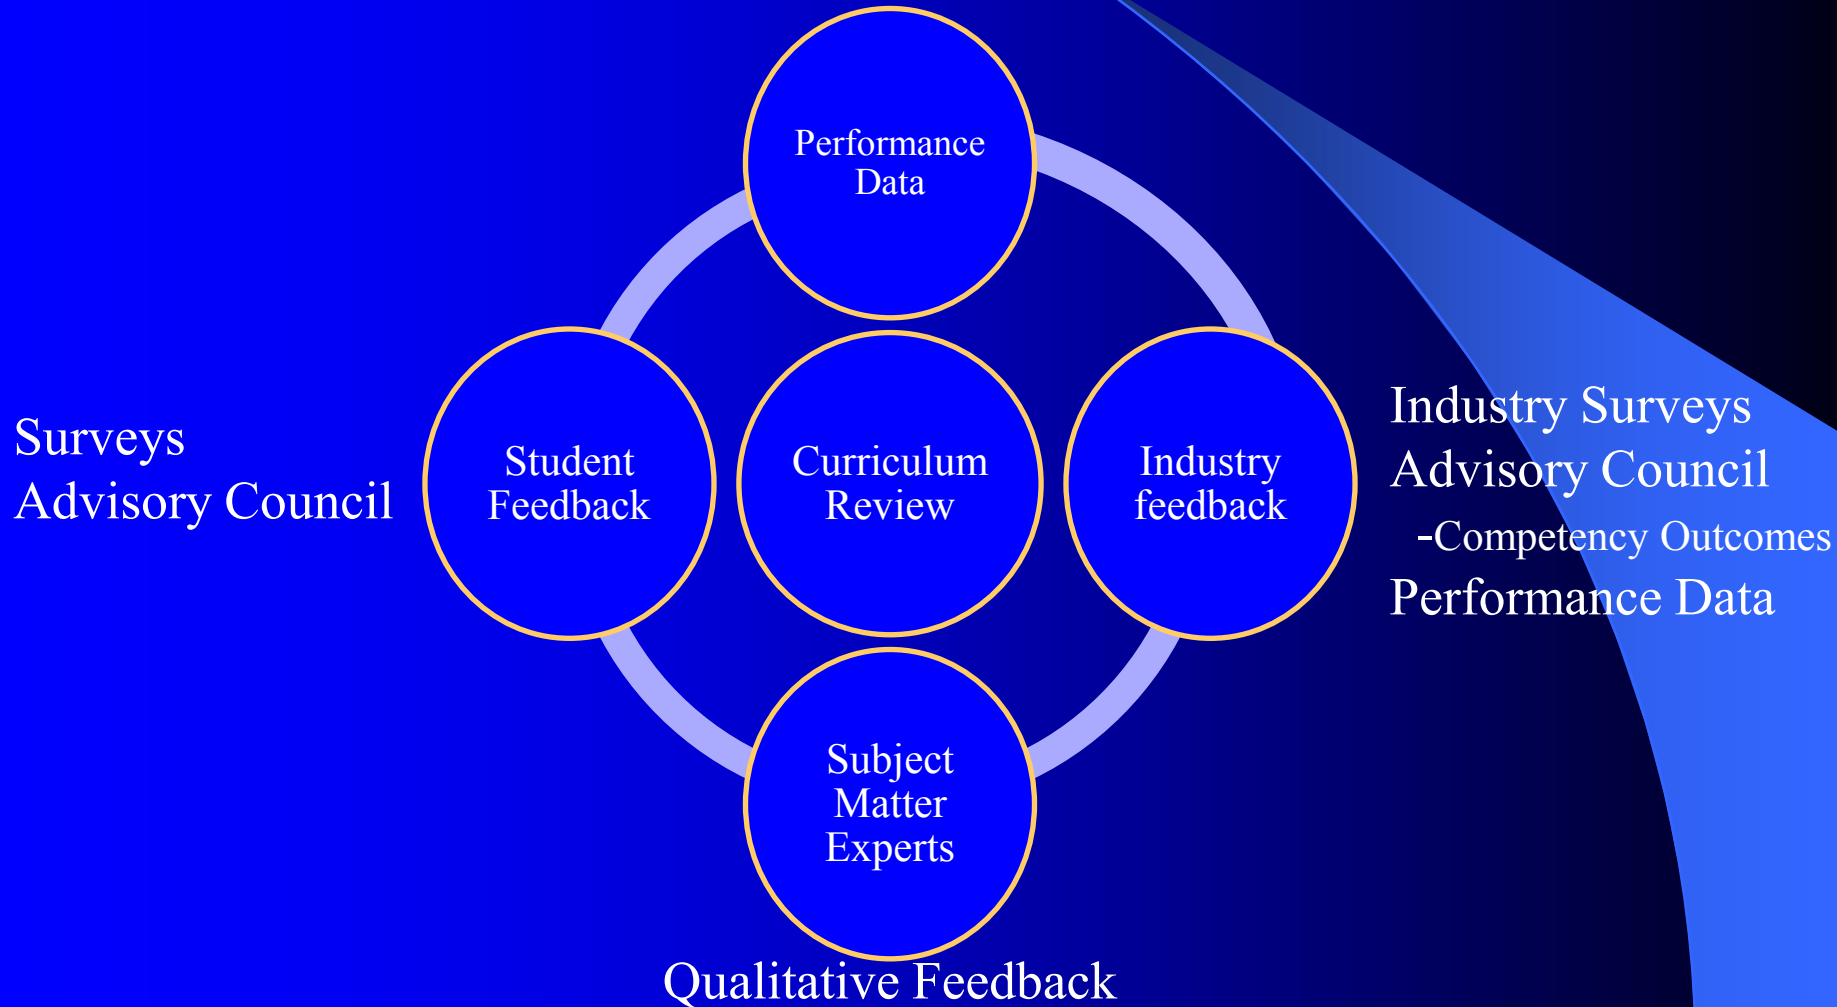 Performance
Data
Surveys
Advisory Council
Student
Feedback
Curriculum
Review
Industry
feedback
Industry Surveys
Advisory Council
-Competency Outcomes
Performance Data
Subject
Matter
Experts
Qualitative Feedback